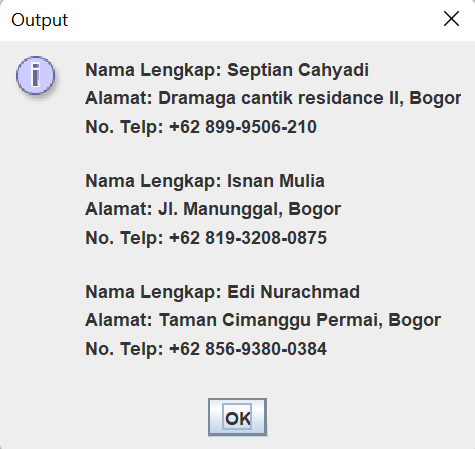 Output
Nama Lengkap: Septian Cahyadi
Alamat: Dramaga cantik residance II, Bogor
No. Telp: +62 899-9506-210
Nama Lengkap: Isnan Mulia
Alamat: Jl. Manunggal, Bogor
No. Telp: +62 819-3208-0875
Nama Lengkap: Edi Nurachmad
Alamat: Taman Cimanggu Permai, Bogor
No. Telp: +62 856-9380-0384
OK